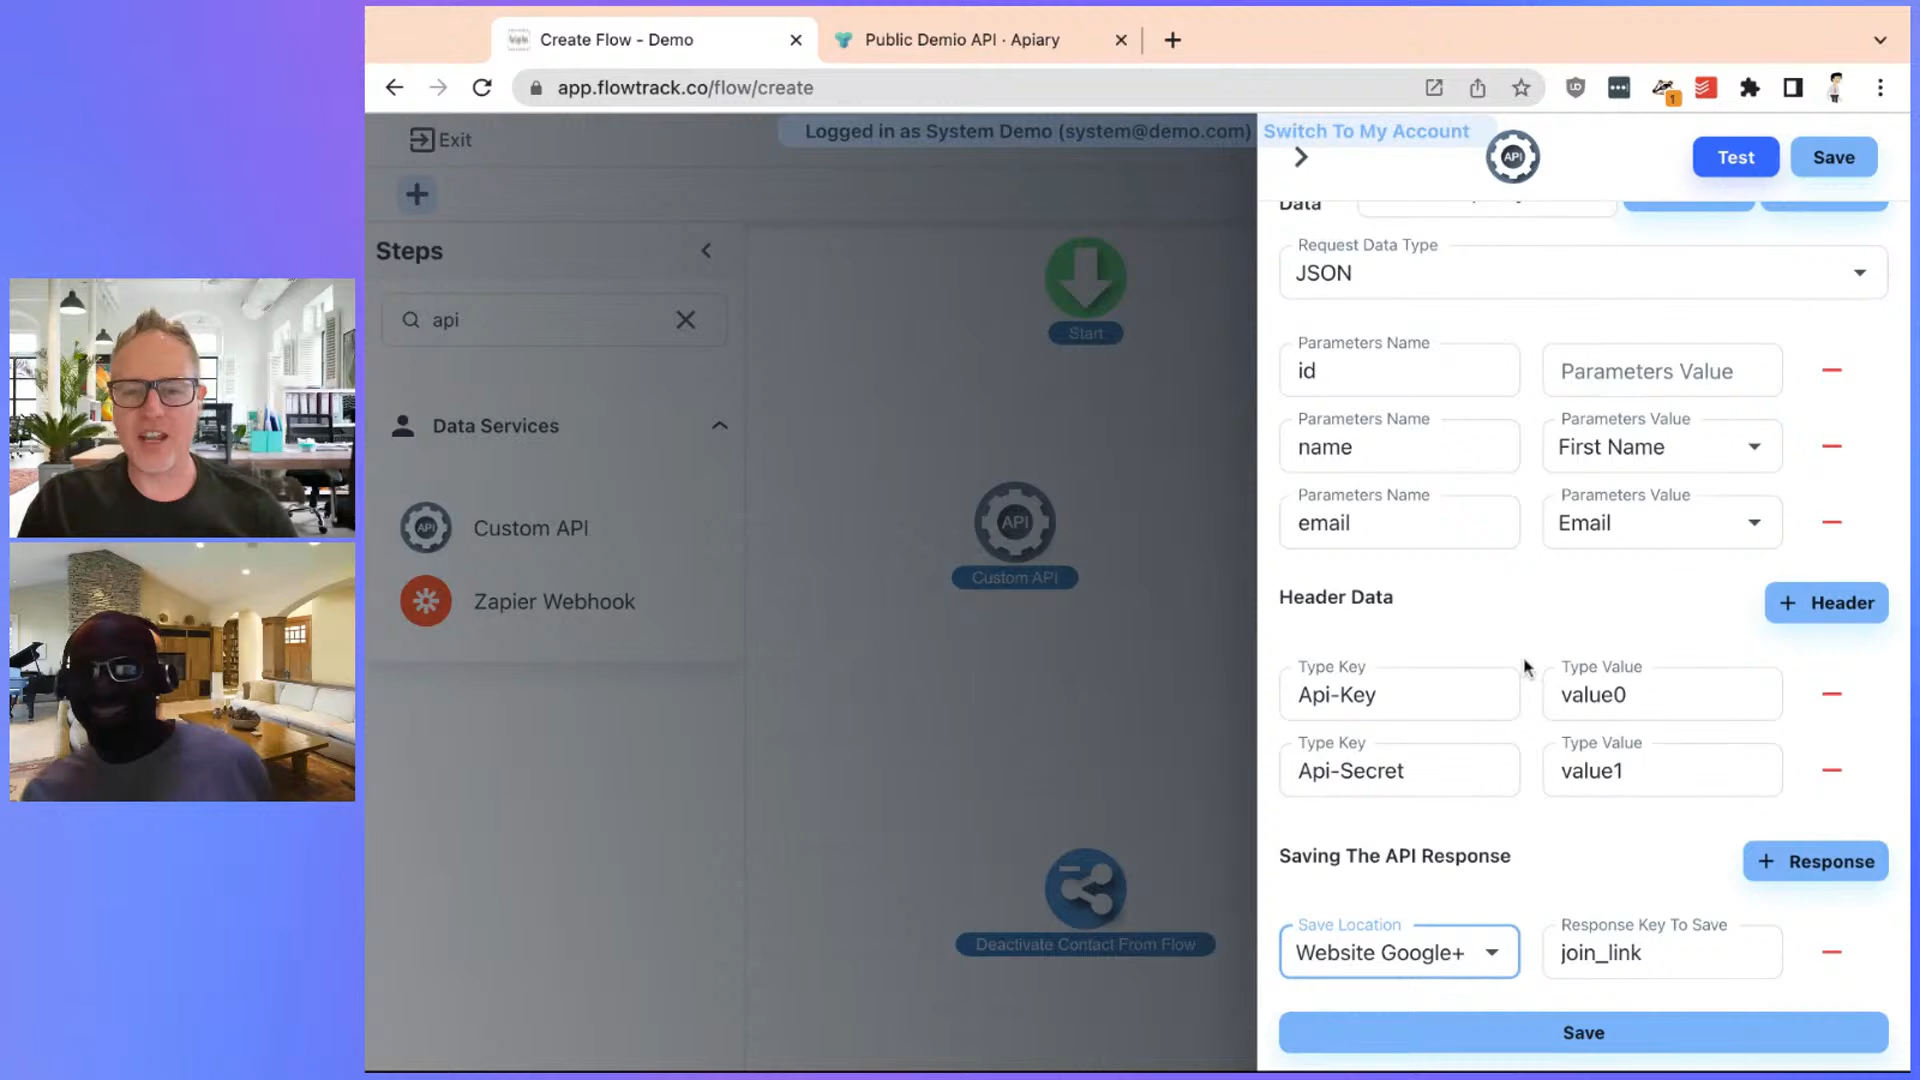 Create Flow - Demo
Public Demio API · Apiary
app.flowtrack.co/flow/create
1
Exit
Logged in as System Demo (system@demo.com)
Switch To My Account
API
Test
Save
Steps
api
Data Services
API
Custom API
Zapier Webhook
Start
API
Custom API
Deactivate Contact From Flow
Data
Request Data Type
JSON
Parameters Name
id
Parameters Value
Parameters Name
name
Parameters Value
First Name
Parameters Name
email
Parameters Value
Email
Header Data
+ Header
Type Key
Api-Key
Type Value
value0
Type Key
Api-Secret
Type Value
value1
Saving The API Response
+ Response
Save Location
Website Google+
Response Key To Save
join_link
Save